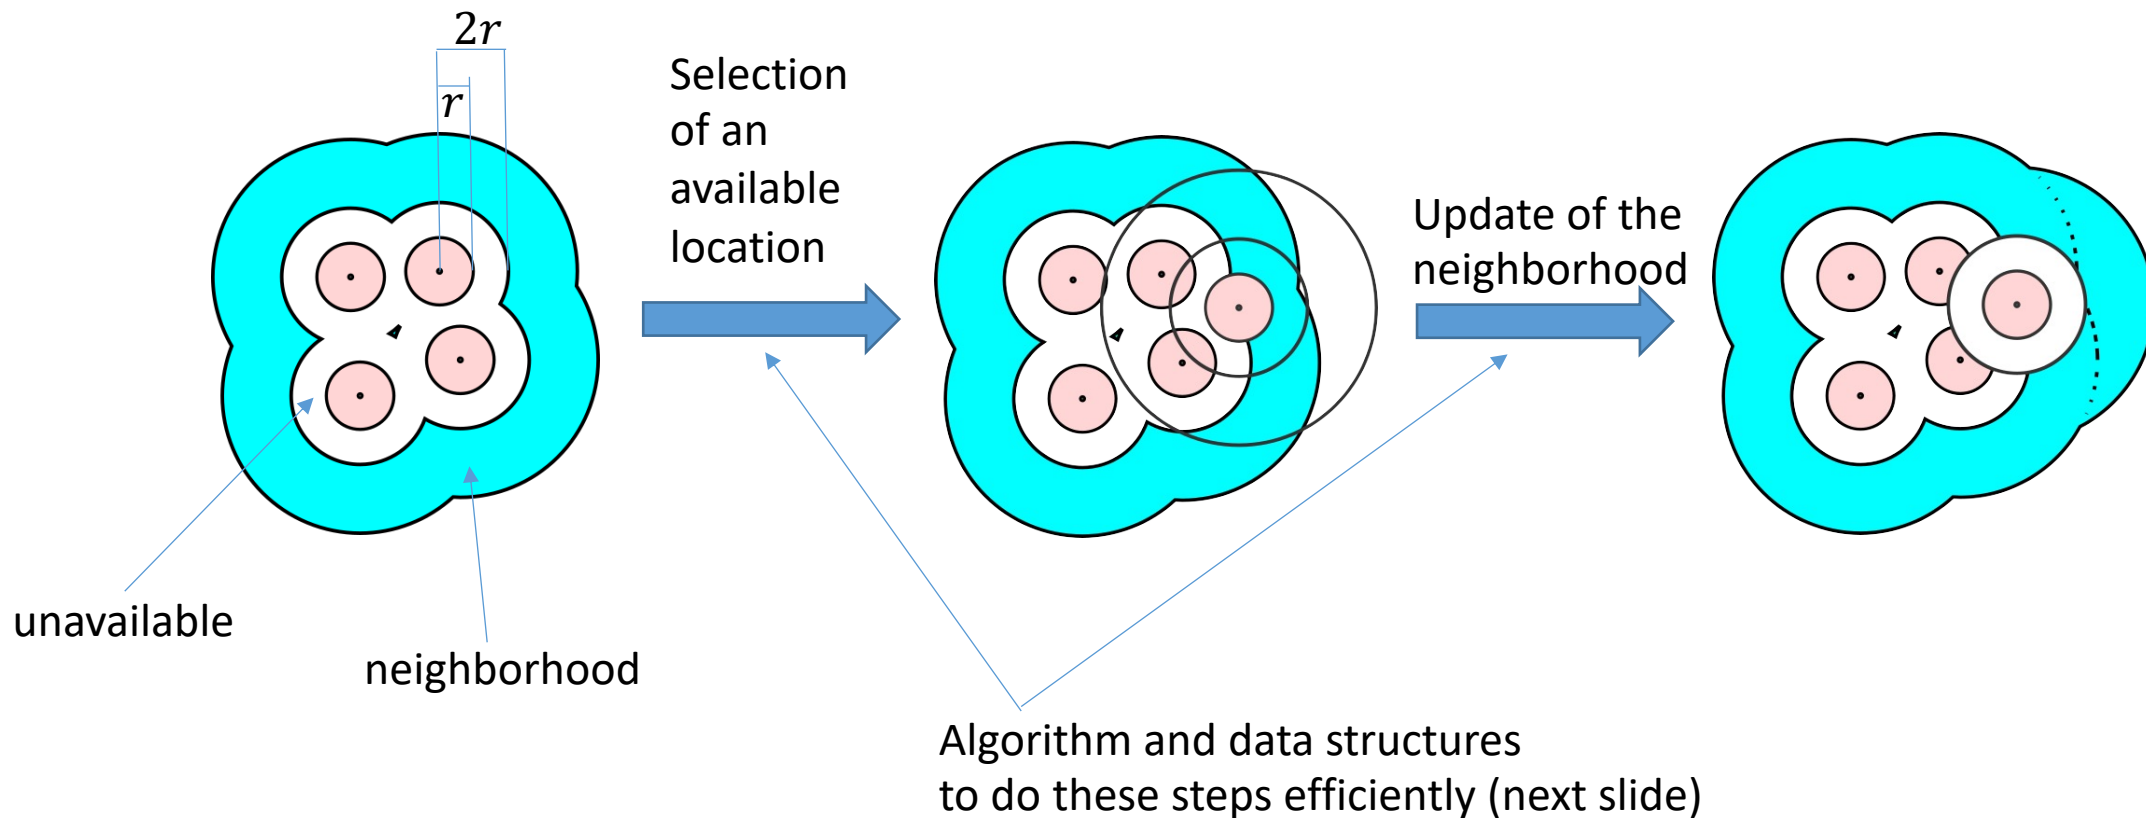 2r
r
Selection
of an
available
location
Update of the
neighborhood
unavailable
neighborhood
Algorithm and data structures
to do these steps efficiently (next slide)